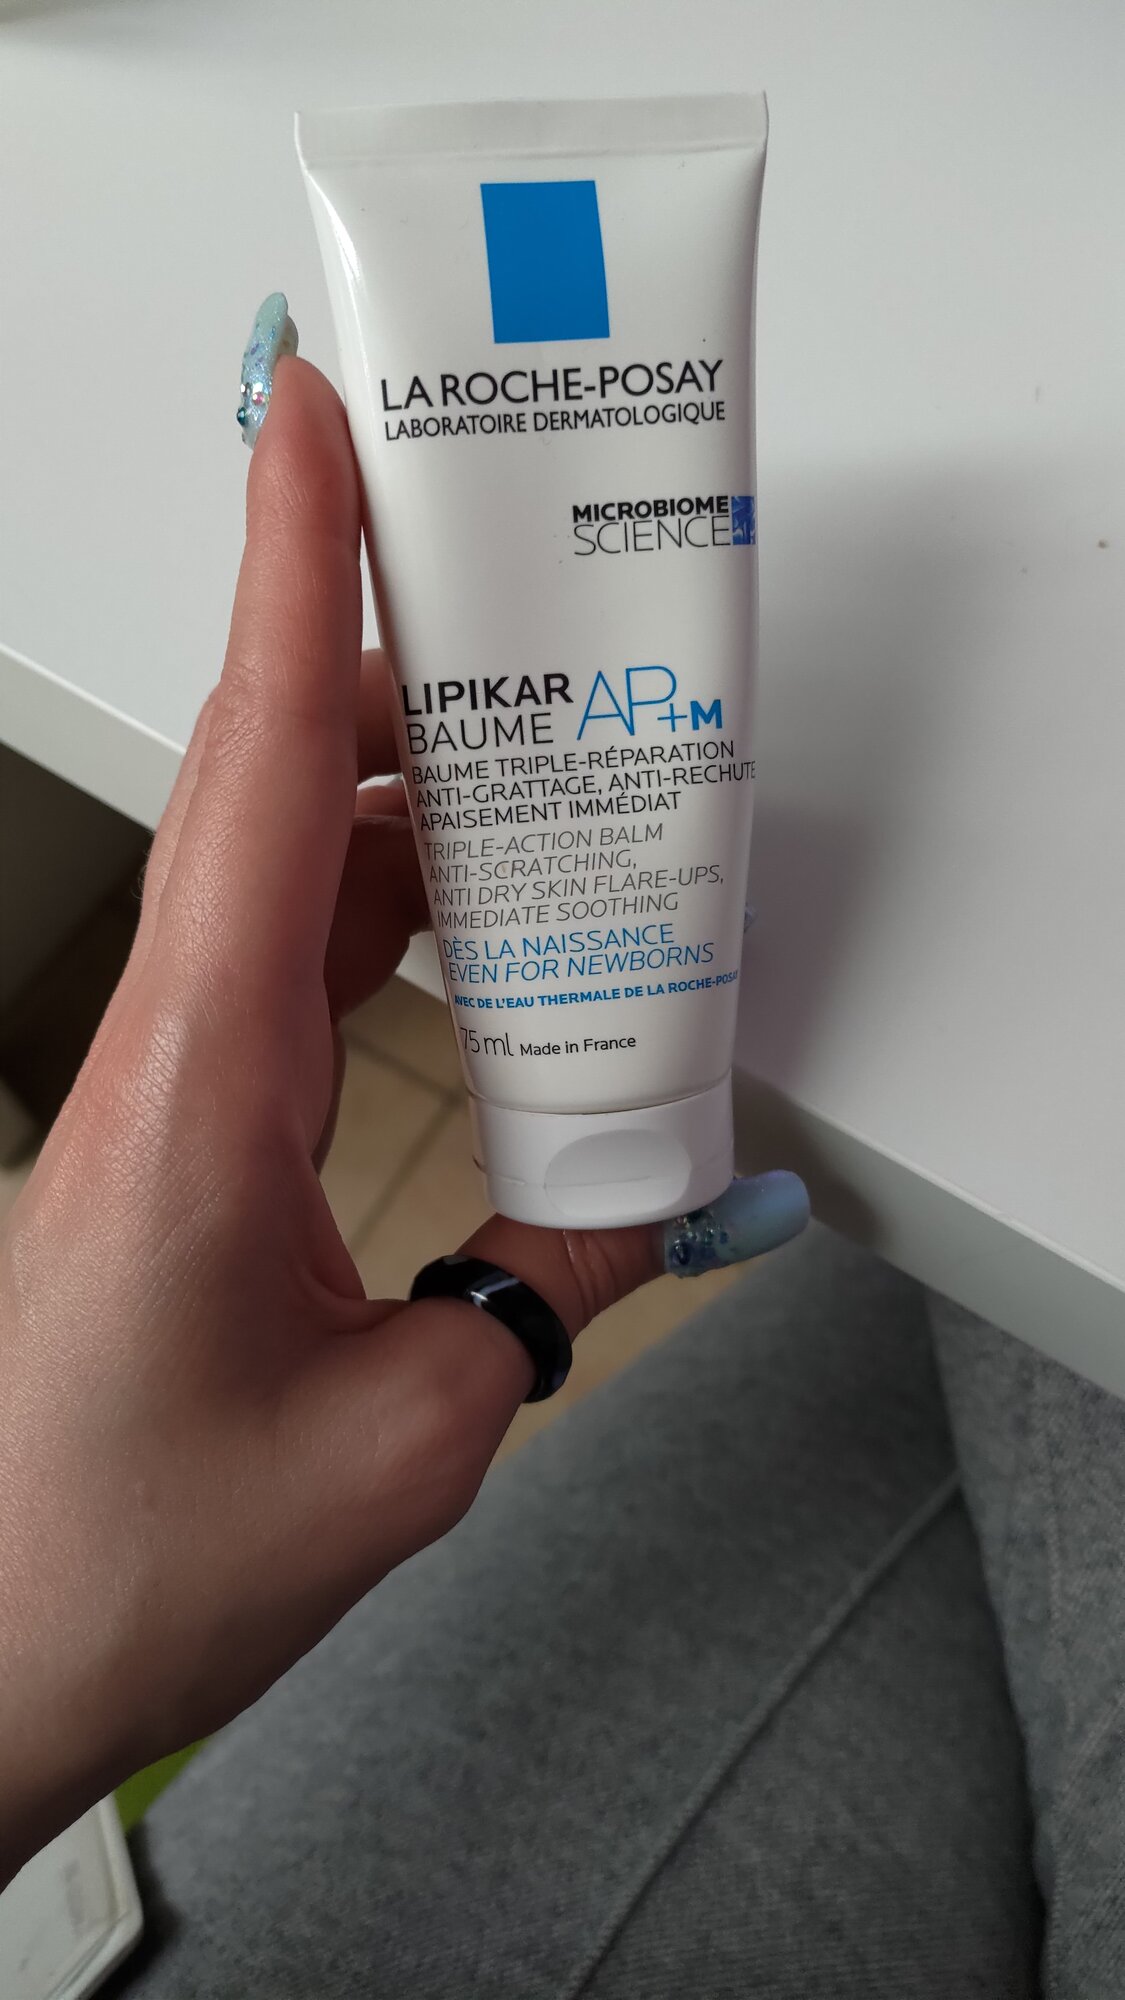 LA ROCHE-POSAY
LABORATOIRE DERMATOLOGIQUE
MICROBIOME
SCIENCE
LIPIKAR
BAUME AP+M
BAUME TRIPLE-RÉPARATION
ANTI-GRATTAGE, ANTI-RECHUTE
APAISEMENT IMMÉDIAT
TRIPLE-ACTION BALM
ANTI-SCRATCHING,
ANTI DRY SKIN FLARE-UPS,
IMMEDIATE SOOTHING
DÈS LA NAISSANCE
EVEN FOR NEWBORNS
AVEC DE L'EAU THERMALE DE LA ROCHE-POSAY
75 ml Made in France